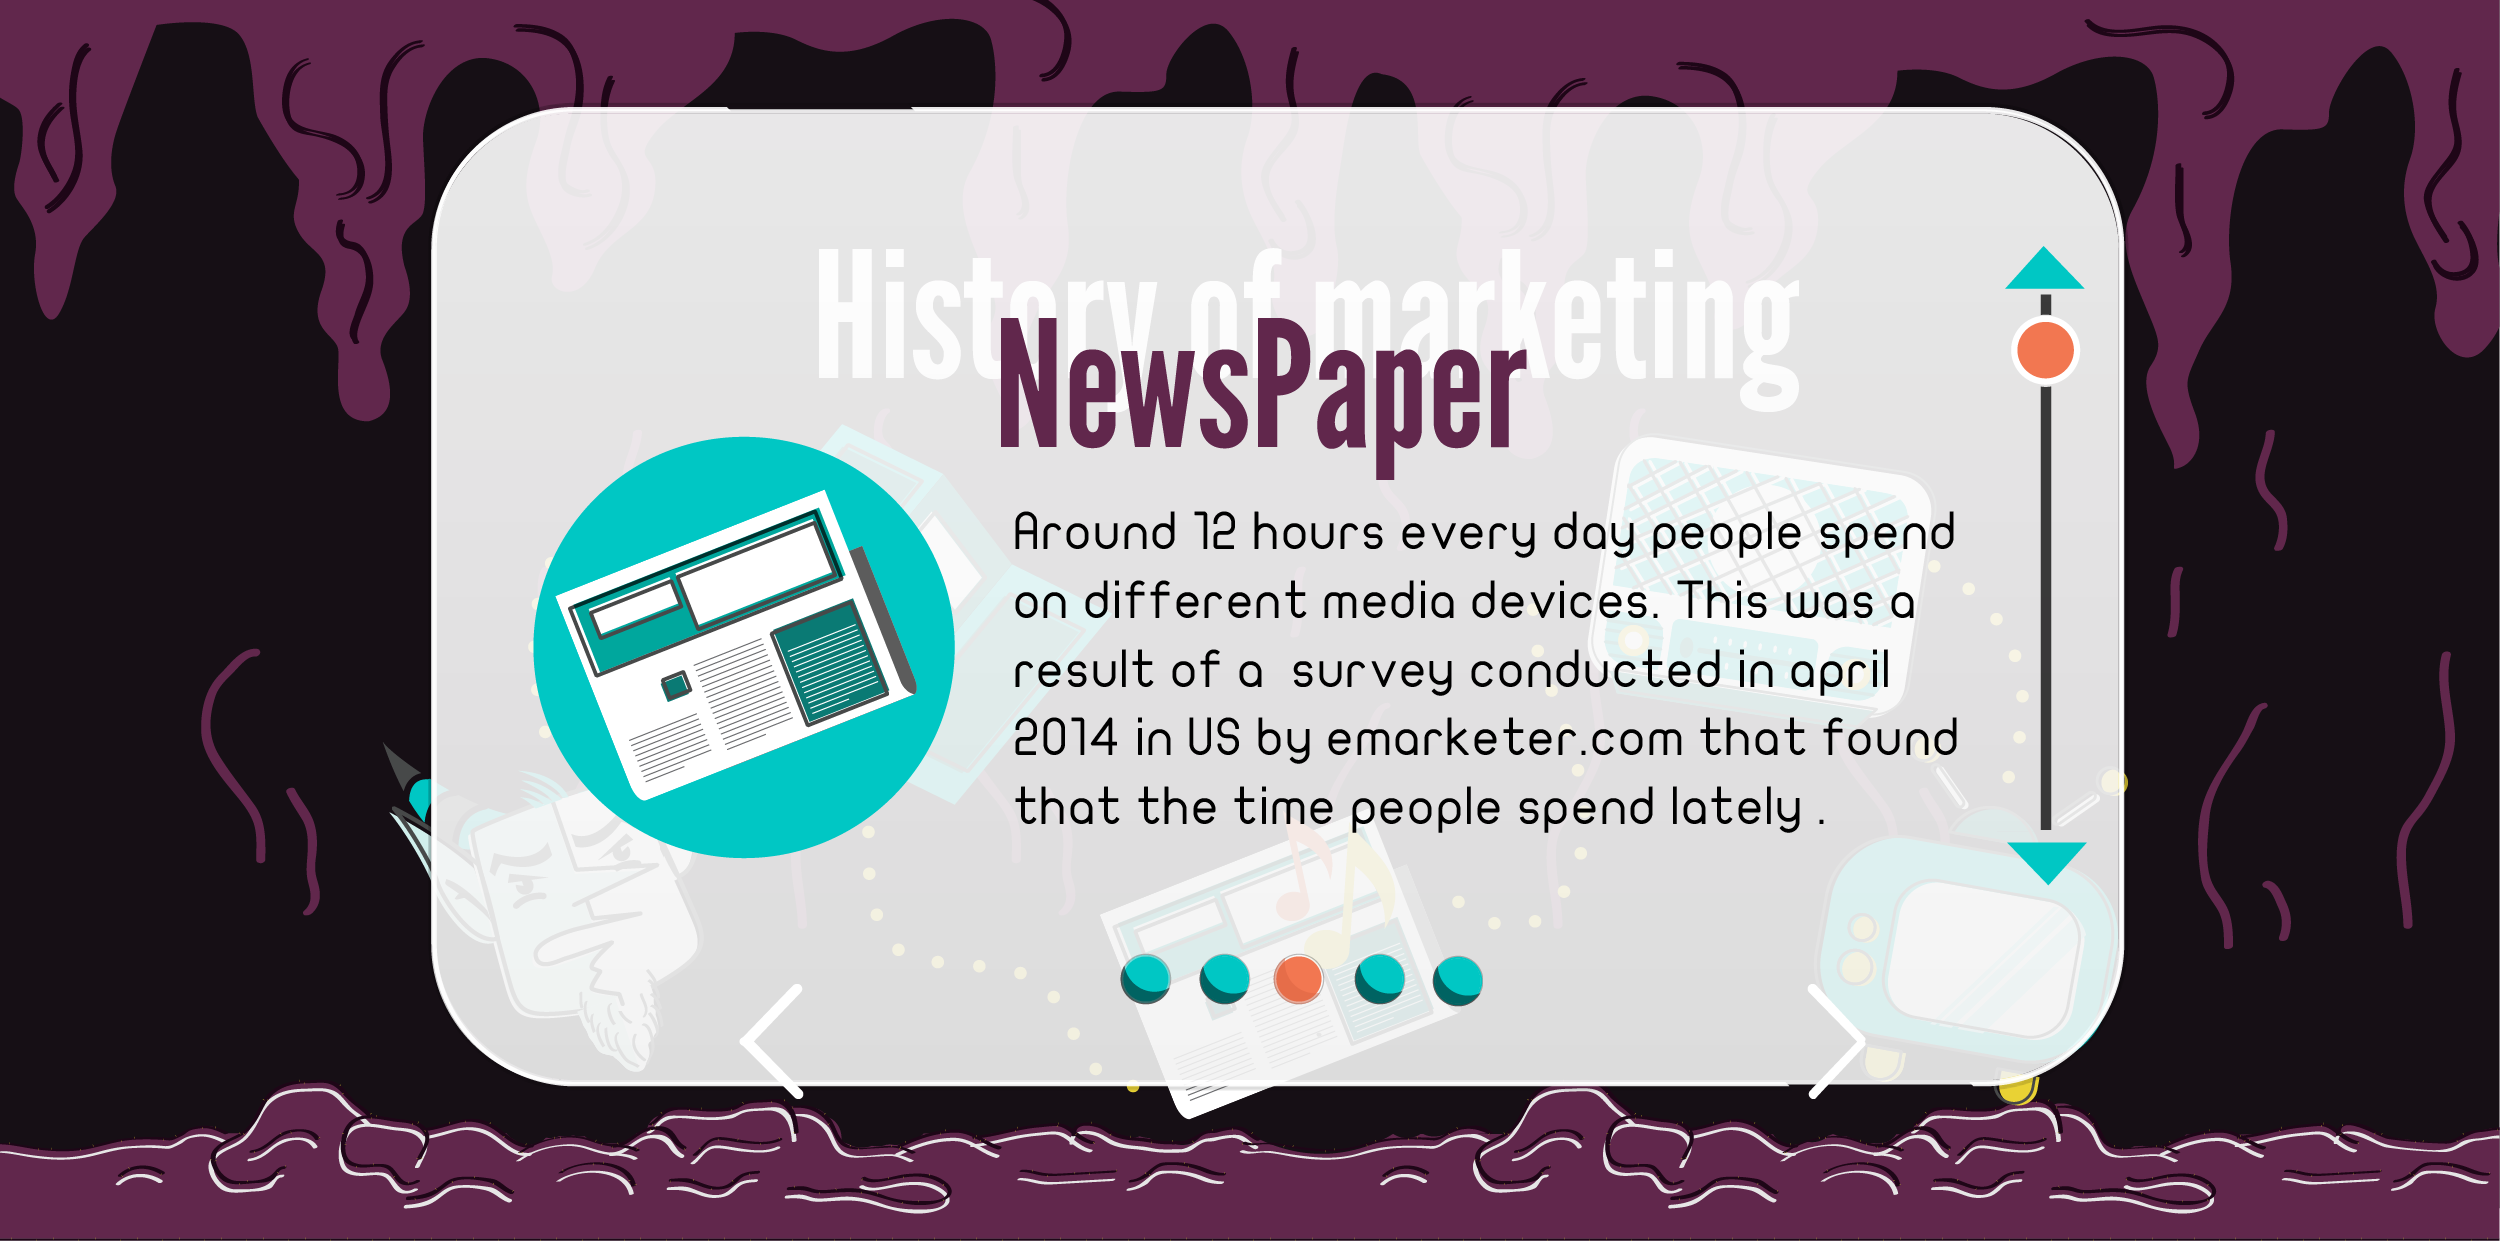 History of marketing
NewsPaper
Around 12 hours every day people spend
on different media devices. This was a
result of a survey conducted in april
2014 in US by emarketer.com that found
that the time people spend lately .